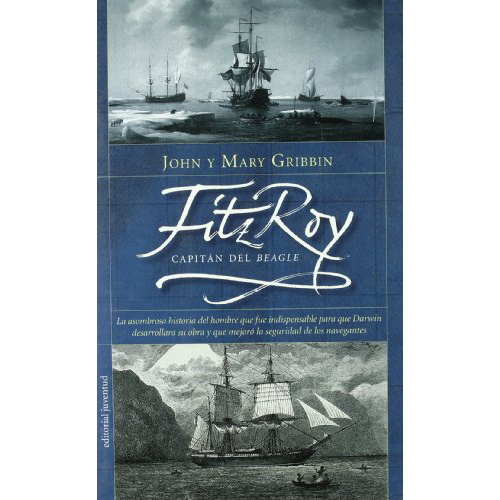 JOHN Y MARY GRIBBIN
FitzRoy
CAPITÁN DEL BEAGLE
La asombrosa historia del hombre que fue indispensable para que Darwin
desarrollara su obra y que mejoró la seguridad de los navegantes
editorial juventud